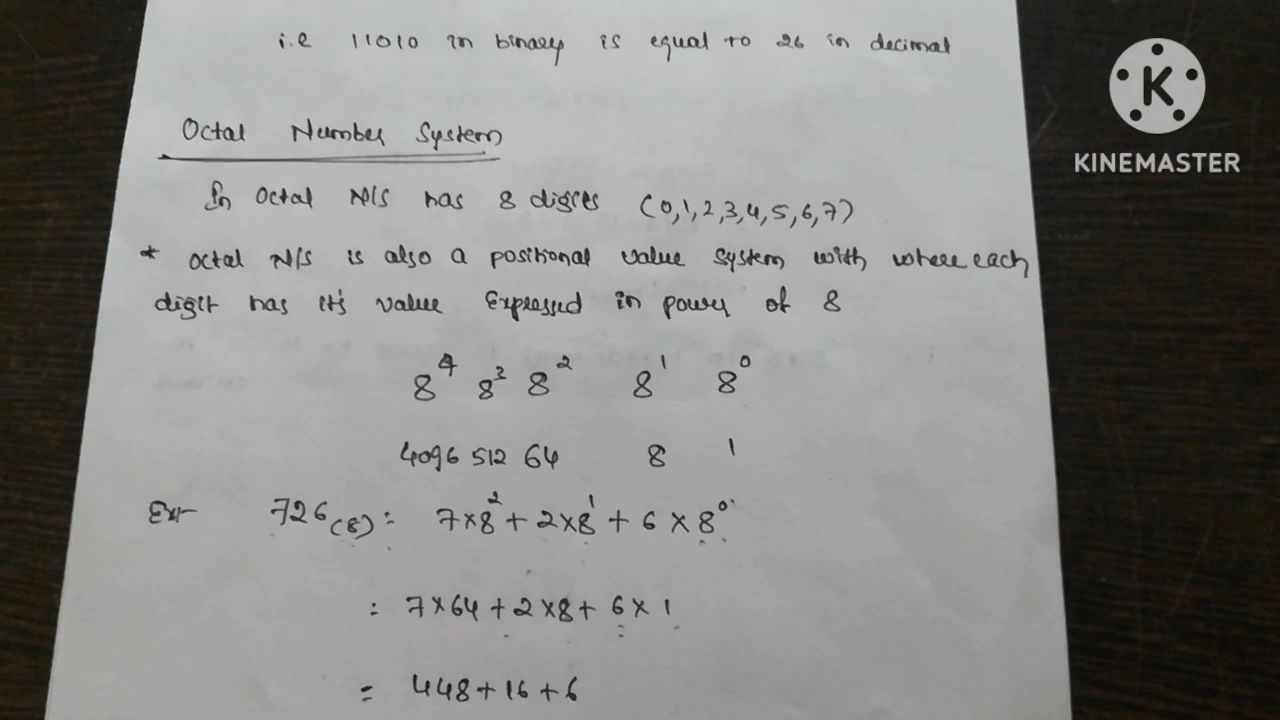 i.e 11010 in binary is equal to 26 in decimal
KINEMASTER
Octal Number System
In Octal N/S has 8 digits (0,1,2,3,4,5,6,7)
* Octal N/S is also a positional value system with where each
digit has it's value Expressed in power of 8
8⁴ 8³ 8² 8¹ 8⁰
4096 512 64 8 1
Ex:- 726(8) = 7×8² + 2×8¹ + 6×8⁰
= 7×64 + 2×8 + 6×1
= 448+16+6